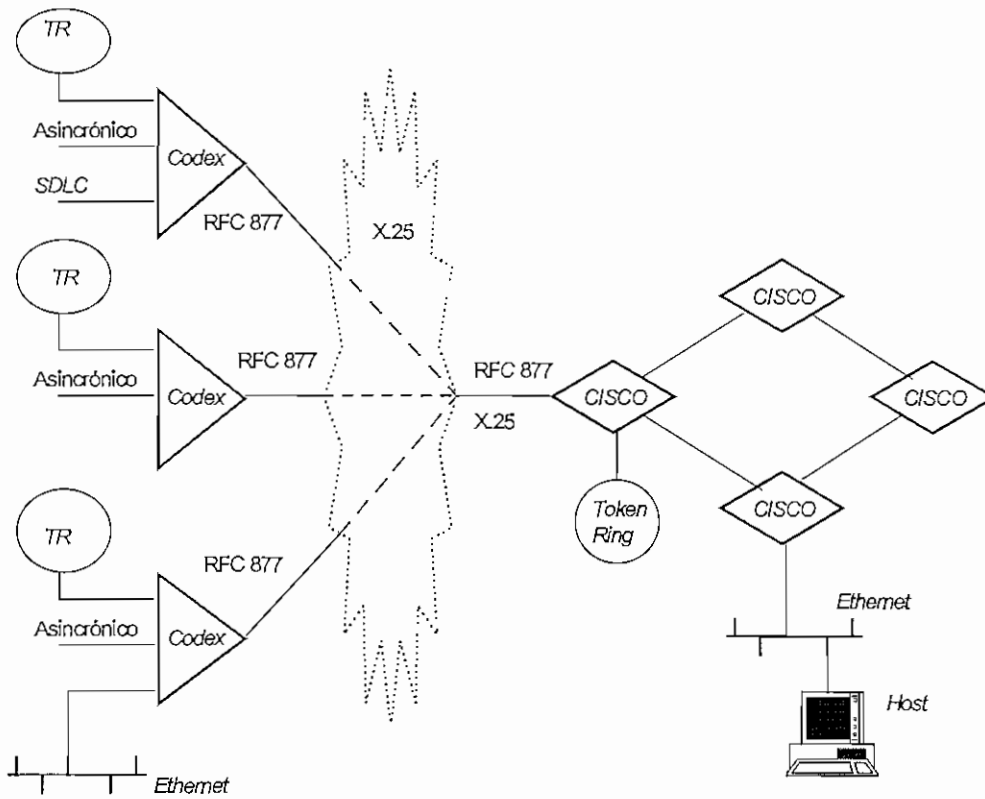 TR
Asincrónico
SDLC
Codex
RFC 877
X.25
TR
Asincrónico
Codex
RFC 877
RFC 877
X.25
CISCO
CISCO
CISCO
CISCO
Token
Ring
TR
Asincrónico
Codex
RFC 877
Ethernet
Ethernet
Host